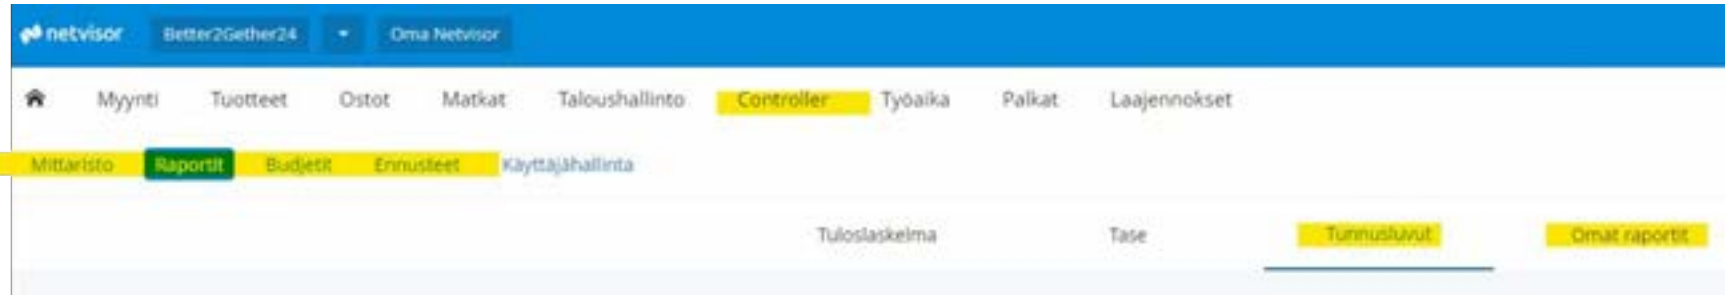 netvisor Better2Gether24 Oma Netvisor
Myynti Tuotteet Ostot Matkat Taloushallinto Controller Työaika Palkat Laajennokset
Mittaristo Raportit Budjetit Ennusteet Käyttäjähallinta
Tuloslaskelma Tase Tunnusluvut Omat raportit